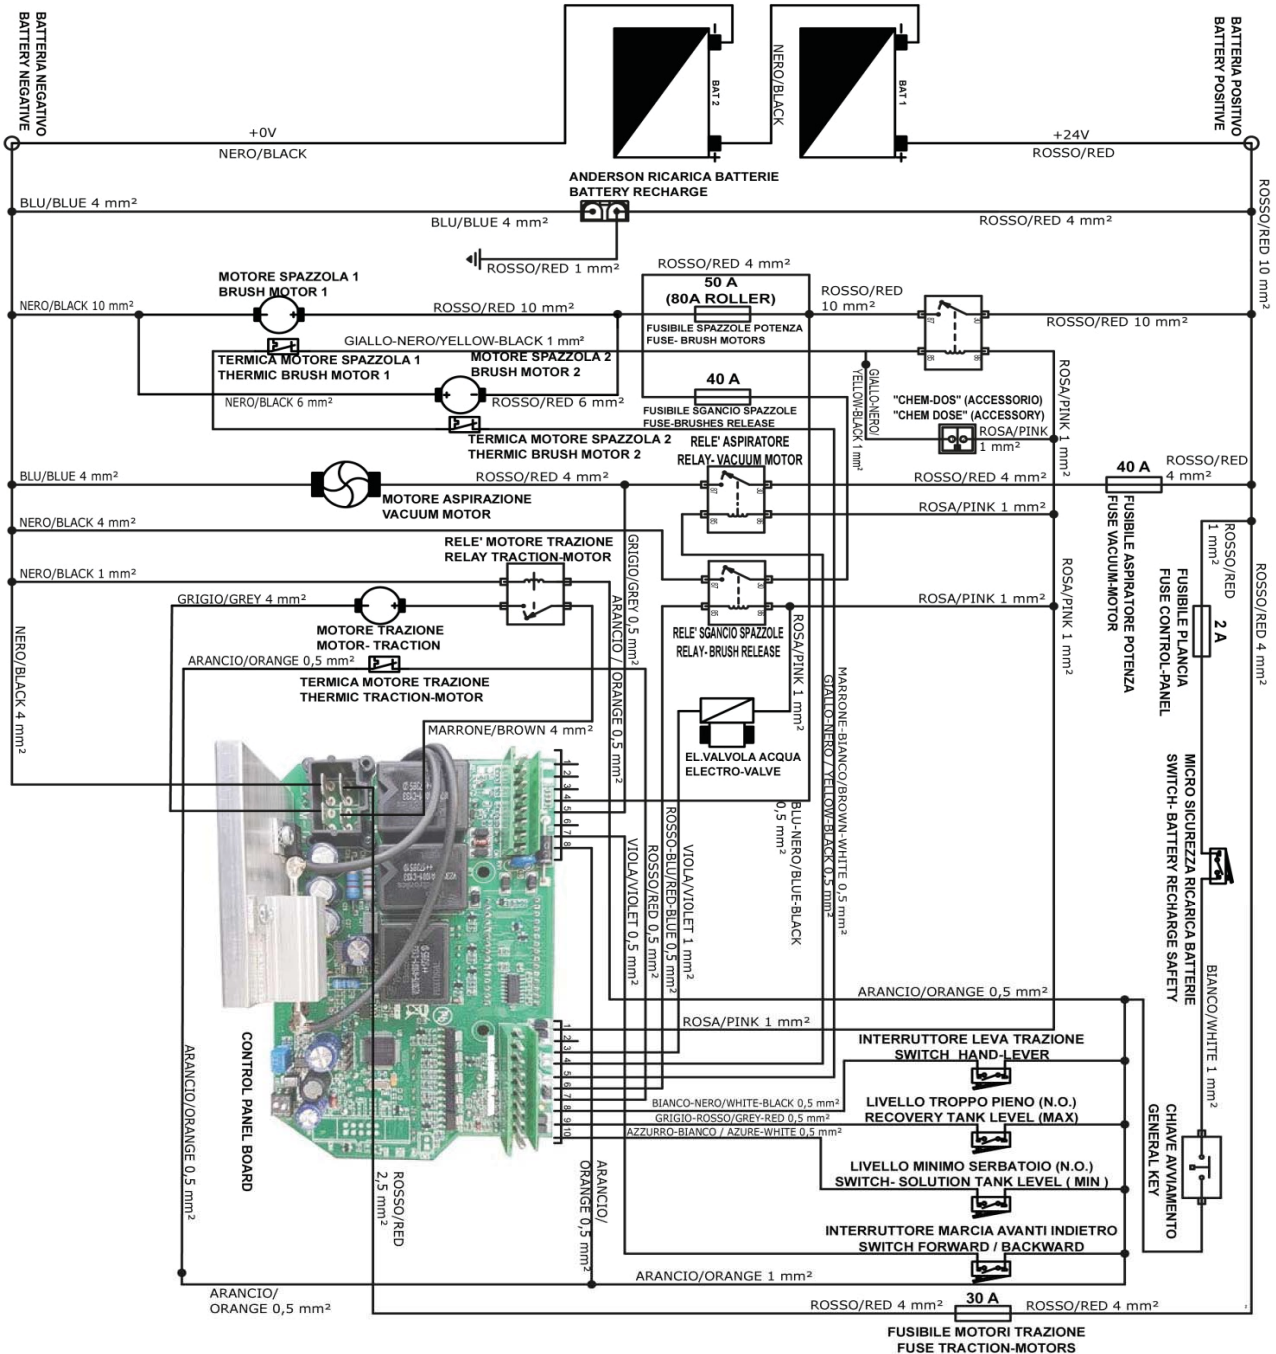 BATTERIA NEGATIVO
BATTERY NEGATIVE
BATTERIA POSITIVO
BATTERY POSITIVE
-
BAT 2
+
NERO/BLACK
-
BAT 1
+
+0V
NERO/BLACK
+24V
ROSSO/RED
ANDERSON RICARICA BATTERIE
BATTERY RECHARGE
BLU/BLUE 4 mm²
BLU/BLUE 4 mm²
ROSSO/RED 4 mm²
ROSSO/RED 10 mm²
ROSSO/RED 1 mm²
ROSSO/RED 4 mm²
MOTORE SPAZZOLA 1
BRUSH MOTOR 1
50 A
(80A ROLLER)
ROSSO/RED
10 mm²
NERO/BLACK 10 mm²
ROSSO/RED 10 mm²
FUSIBILE SPAZZOLE POTENZA
FUSE- BRUSH MOTORS
ROSSO/RED 10 mm²
GIALLO-NERO/YELLOW-BLACK 1 mm²
TERMICA MOTORE SPAZZOLA 1
THERMIC BRUSH MOTOR 1
MOTORE SPAZZOLA 2
BRUSH MOTOR 2
NERO/BLACK 6 mm²
ROSSO/RED 6 mm²
40 A
FUSIBILE SGANCIO SPAZZOLE
FUSE-BRUSHES RELEASE
GIALLO-NERO/
YELLOW-BLACK 1 mm²
"CHEM-DOS" (ACCESSORIO)
"CHEM DOSE" (ACCESSORY)
ROSA/PINK
1 mm²
ROSA/PINK 1 mm²
TERMICA MOTORE SPAZZOLA 2
THERMIC BRUSH MOTOR 2
RELE' ASPIRATORE
RELAY- VACUUM MOTOR
BLU/BLUE 4 mm²
ROSSO/RED 4 mm²
MOTORE ASPIRAZIONE
VACUUM MOTOR
ROSSO/RED 4 mm²
40 A
ROSSO/RED
4 mm²
FUSIBILE ASPIRATORE POTENZA
FUSE VACUUM-MOTOR
ROSA/PINK 1 mm²
NERO/BLACK 4 mm²
RELE' MOTORE TRAZIONE
RELAY TRACTION-MOTOR
GRIGIO/GREY 0,5 mm²
ROSSO/RED
1 mm²
NERO/BLACK 1 mm²
GRIGIO/GREY 4 mm²
MOTORE TRAZIONE
MOTOR- TRACTION
ARANCIO / ORANGE 0,5 mm²
ROSA/PINK 1 mm²
ROSA/PINK 1 mm²
FUSIBILE PLANCIA
FUSE CONTROL-PANEL
2 A
ROSSO/RED 4 mm²
RELE' SGANCIO SPAZZOLE
RELAY- BRUSH RELEASE
ROSA/PINK 1 mm²
NERO/BLACK 4 mm²
ARANCIO/ORANGE 0,5 mm²
TERMICA MOTORE TRAZIONE
THERMIC TRACTION-MOTOR
MARRONE/BROWN 4 mm²
EL.VALVOLA ACQUA
ELECTRO-VALVE
MARRONE-BIANCO/BROWN-WHITE 0,5 mm²
GIALLO-NERO / YELLOW-BLACK 0,5 mm²
MICRO SICUREZZA RICARICA BATTERIE
SWITCH- BATTERY RECHARGE SAFETY
1
2
3
4
5
6
7
8
BLU-NERO/BLUE-BLACK
0,5 mm²
VIOLA/VIOLET 1 mm²
ROSSO-BLU/RED-BLUE 0,5 mm²
ROSSO/RED 0,5 mm²
VIOLA/VIOLET 0,5 mm²
BIANCO/WHITE 1 mm²
ARANCIO/ORANGE 0,5 mm²
ROSA/PINK 1 mm²
1
2
3
4
5
6
7
8
9
10
INTERRUTTORE LEVA TRAZIONE
SWITCH HAND-LEVER
BIANCO-NERO/WHITE-BLACK 0,5 mm²
LIVELLO TROPPO PIENO (N.O.)
RECOVERY TANK LEVEL (MAX)
GRIGIO-ROSSO/GREY-RED 0,5 mm²
AZZURRO-BIANCO / AZURE-WHITE 0,5 mm²
CHIAVE AVVIAMENTO
GENERAL KEY
LIVELLO MINIMO SERBATOIO (N.O.)
SWITCH- SOLUTION TANK LEVEL ( MIN )
CONTROL PANEL BOARD
ARANCIO/ORANGE 0,5 mm²
ROSSO/RED
2,5 mm²
ARANCIO/
ORANGE 0,5 mm²
INTERRUTTORE MARCIA AVANTI INDIETRO
SWITCH FORWARD / BACKWARD
ARANCIO/ORANGE 1 mm²
ARANCIO/
ORANGE 0,5 mm²
ROSSO/RED 4 mm²
30 A
ROSSO/RED 4 mm²
FUSIBILE MOTORI TRAZIONE
FUSE TRACTION-MOTORS